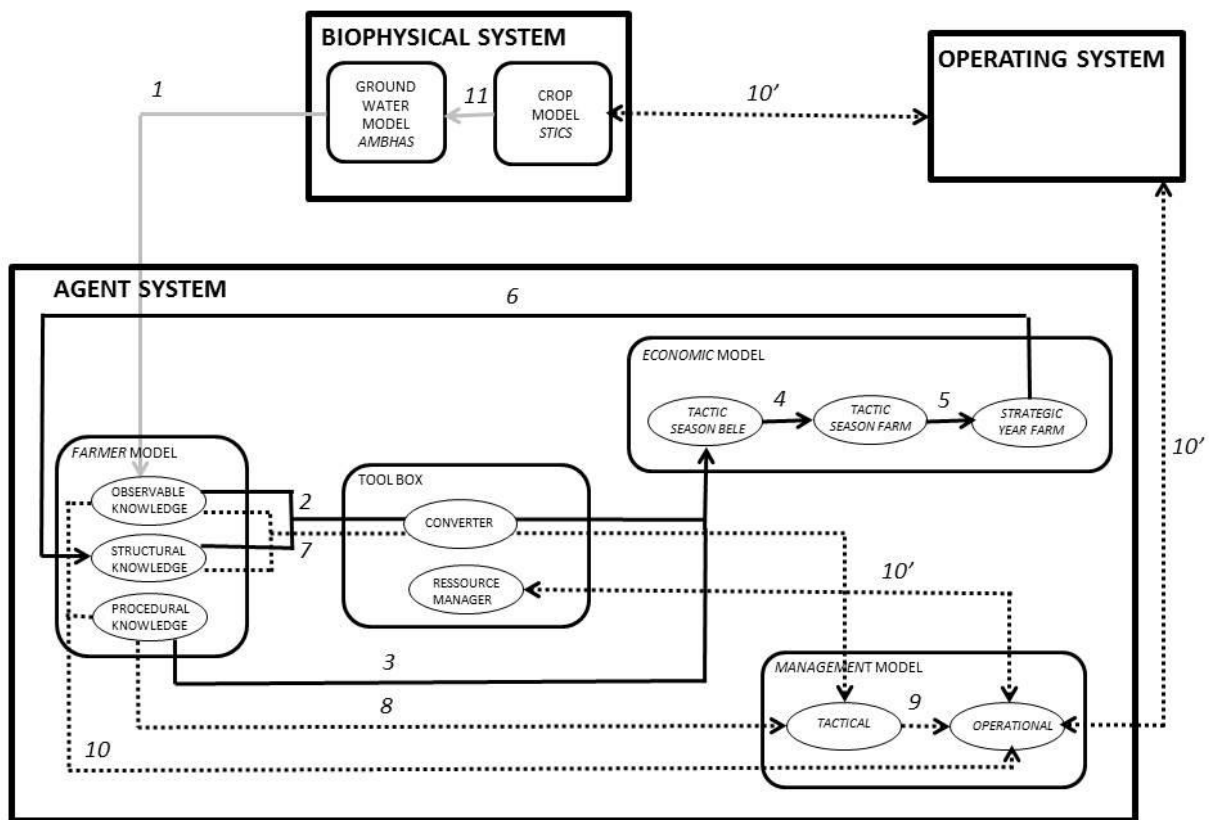 BIOPHYSICAL SYSTEM
GROUND
WATER
MODEL
AMBHAS
11
CROP
MODEL
STICS
1
10’
OPERATING SYSTEM
AGENT SYSTEM
6
ECONOMIC MODEL
TACTIC
SEASON BELE
4
TACTIC
SEASON FARM
5
STRATEGIC
YEAR FARM
10’
FARMER MODEL
OBSERVABLE
KNOWLEDGE
STRUCTURAL
KNOWLEDGE
PROCEDURAL
KNOWLEDGE
2
7
TOOL BOX
CONVERTER
RESSOURCE
MANAGER
10’
3
8
10
MANAGEMENT MODEL
TACTICAL
9
OPERATIONAL